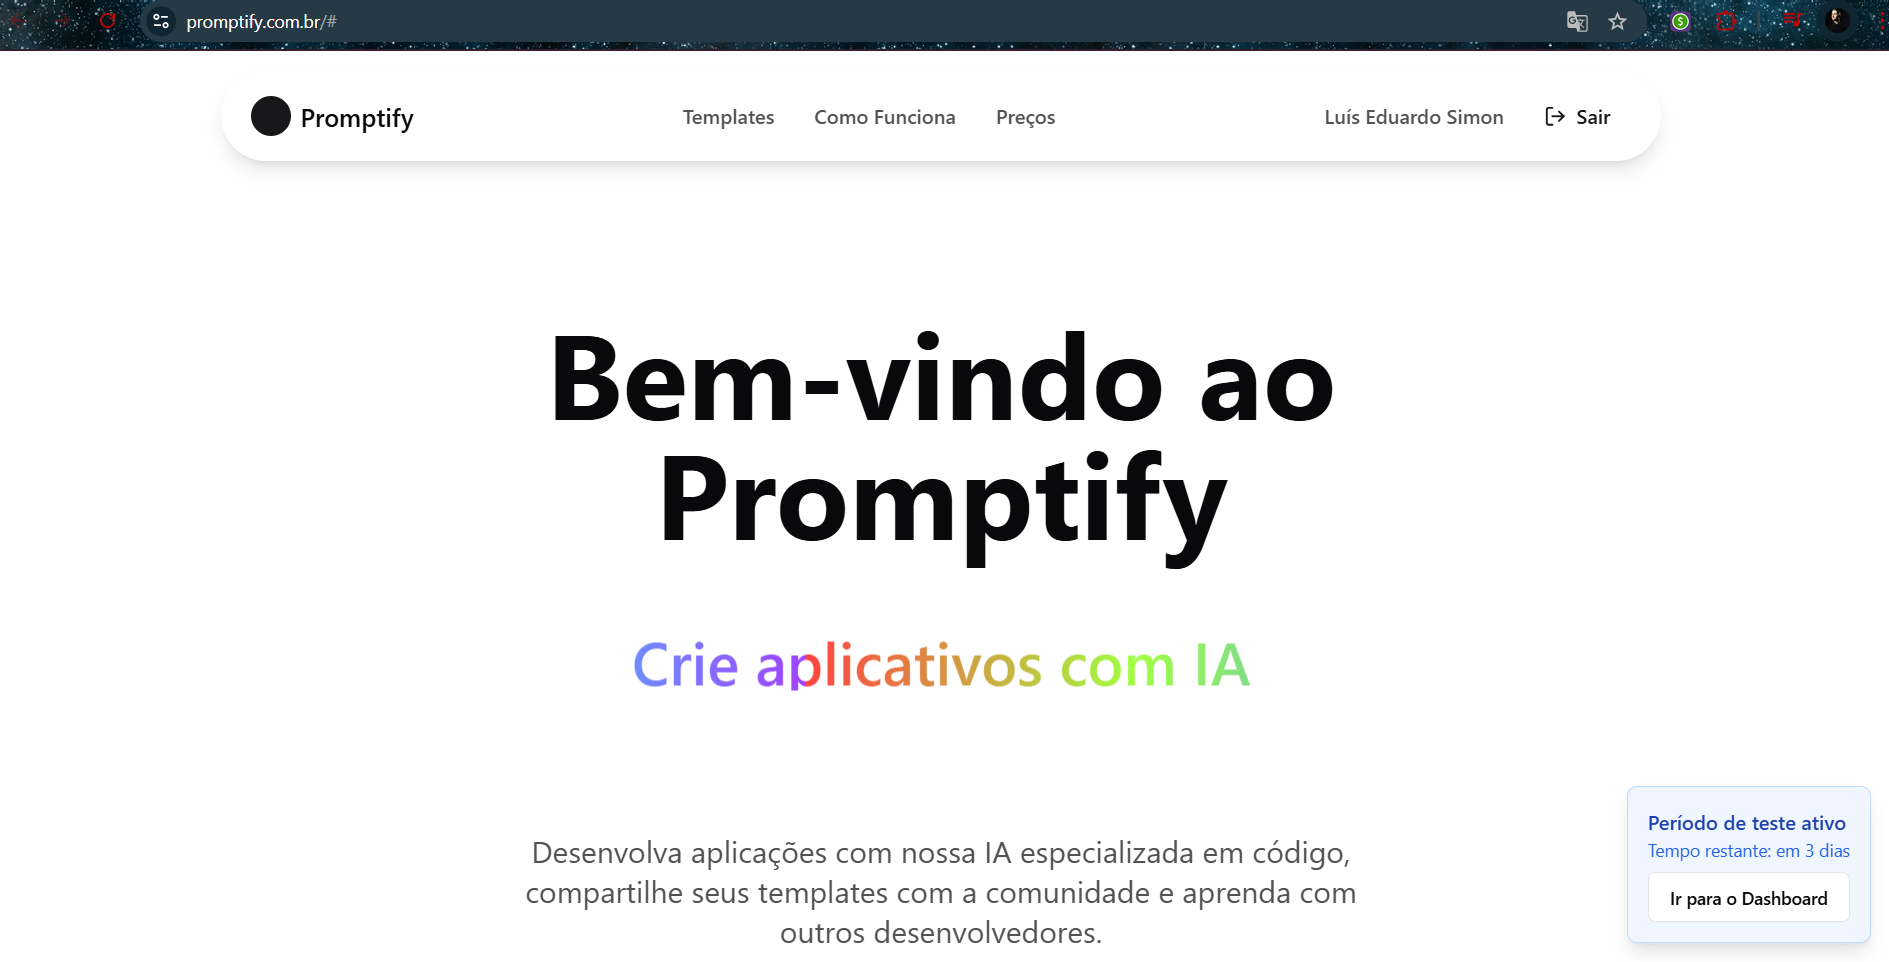 promptify.com.br/#
Promptify
Templates
Como Funciona
Preços
Luís Eduardo Simon
Sair
Bem-vindo ao
Promptify
Crie aplicativos com IA
Desenvolva aplicações com nossa IA especializada em código,
compartilhe seus templates com a comunidade e aprenda com
outros desenvolvedores.
Período de teste ativo
Tempo restante: em 3 dias
Ir para o Dashboard